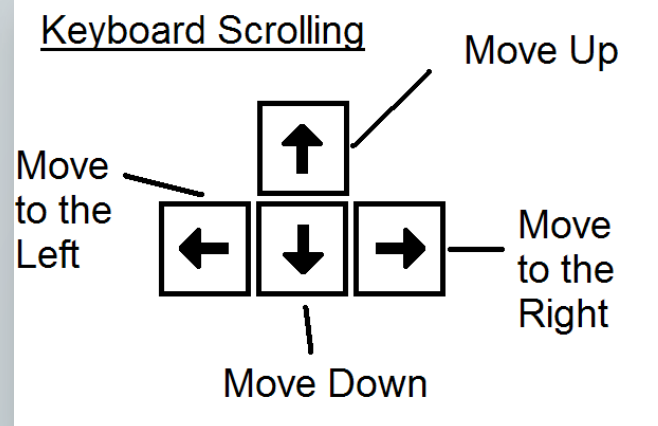 Keyboard Scrolling
Move Up
Move
to the
Left
Move
to the
Right
Move Down